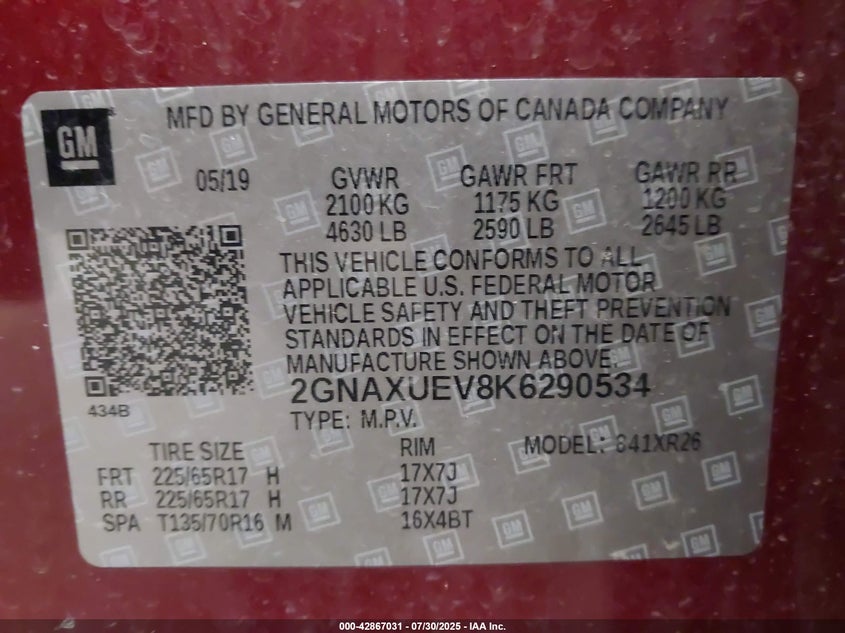 GM
MFD BY GENERAL MOTORS OF CANADA COMPANY
05/19 GVWR GAWR FRT GAWR RR
2100 KG 1175 KG 1200 KG
4630 LB 2590 LB 2645 LB
THIS VEHICLE CONFORMS TO ALL
APPLICABLE U.S. FEDERAL MOTOR
VEHICLE SAFETY AND THEFT PREVENTION
STANDARDS IN EFFECT ON THE DATE OF
MANUFACTURE SHOWN ABOVE.
2GNAXUEV8K6290534
434B
TYPE: M.P.V.
TIRE SIZE RIM MODEL: 841XR26
FRT 225/65R17 H 17X7J
RR 225/65R17 H 17X7J
SPA T135/70R16 M 16X4BT
000-42867031 - 07/30/2025 - IAA Inc.